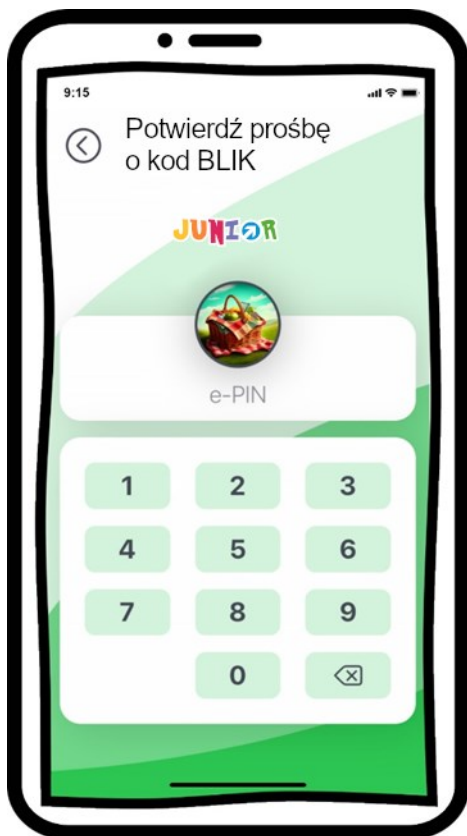 9:15
Potwierdź prośbę
o kod BLIK
JUNIOR
e-PIN
1 2 3
4 5 6
7 8 9
0